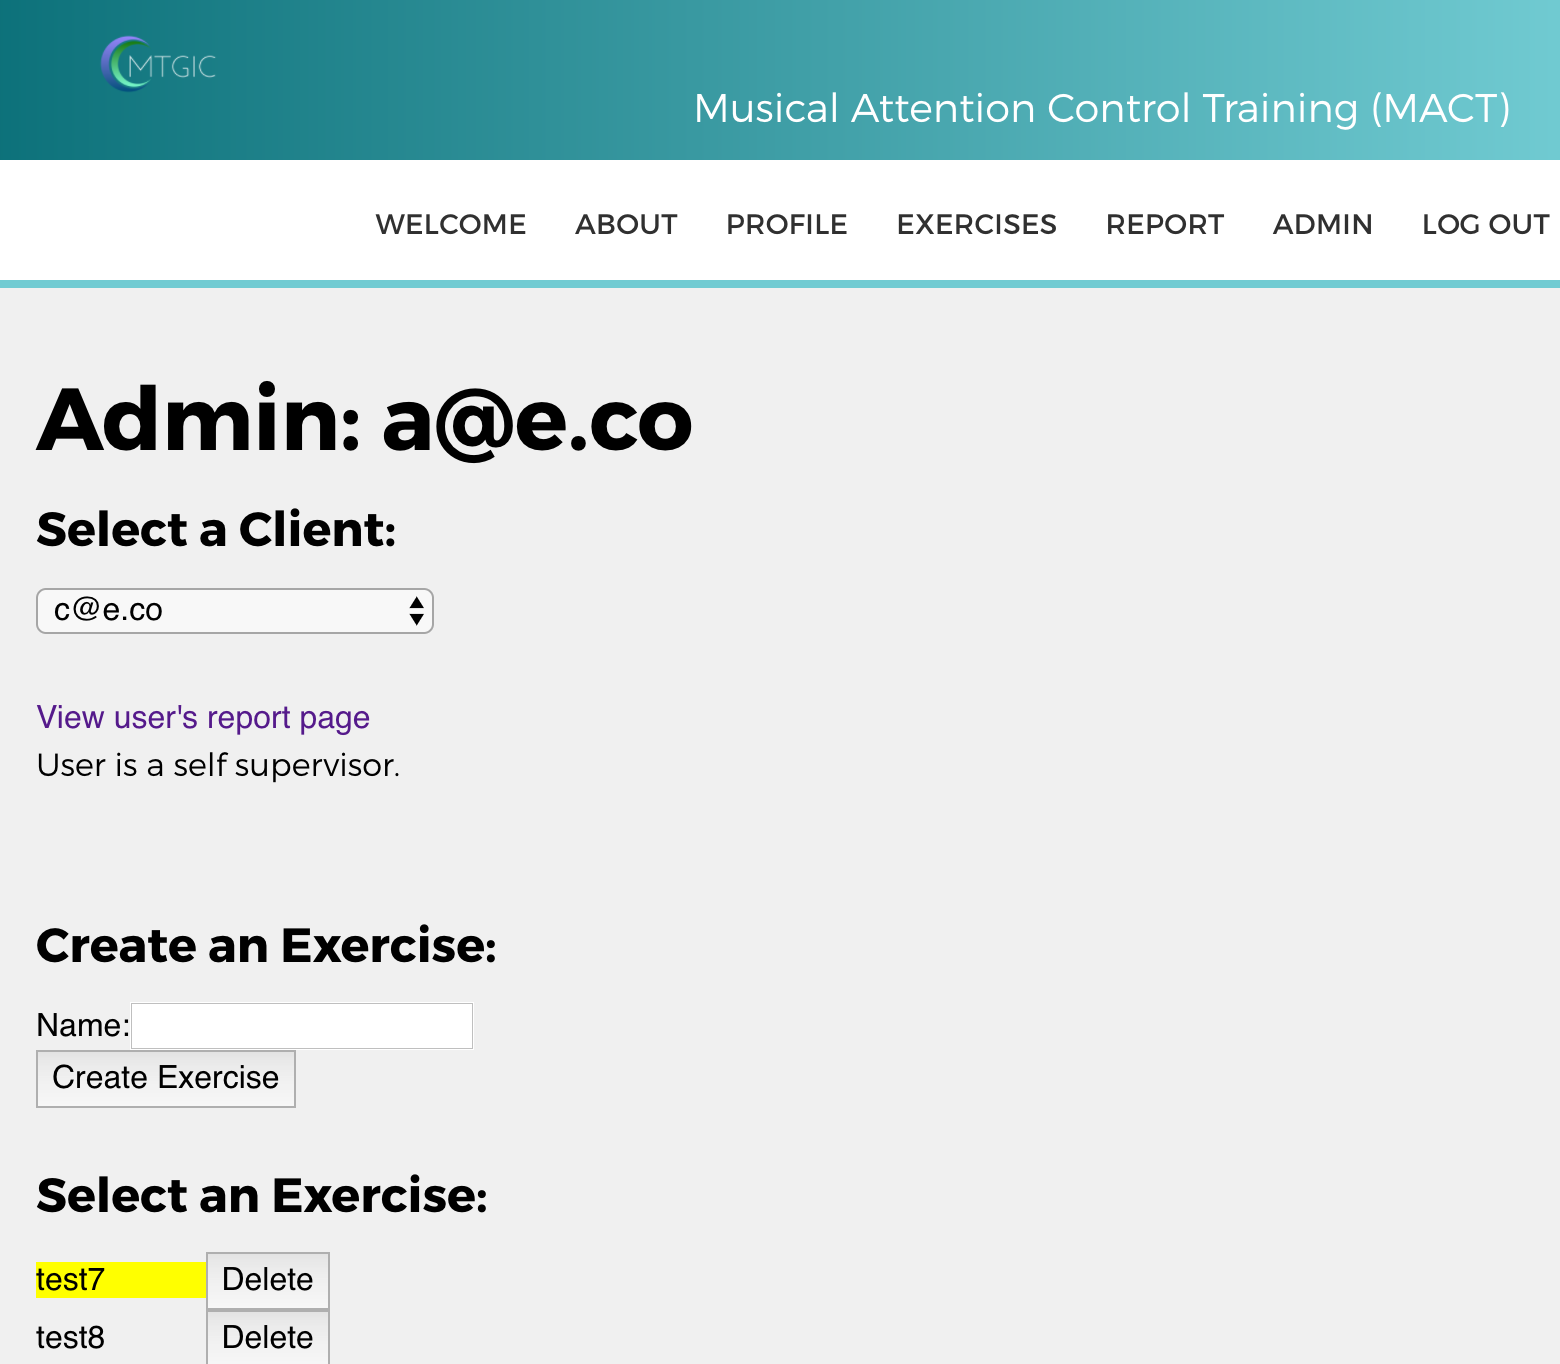 MTGIC
Musical Attention Control Training (MACT)
WELCOME ABOUT PROFILE EXERCISES REPORT ADMIN LOG OUT
Admin: a@e.co
Select a Client:
c@e.co
View user's report page
User is a self supervisor.
Create an Exercise:
Name:
Create Exercise
Select an Exercise:
test7 Delete
test8 Delete